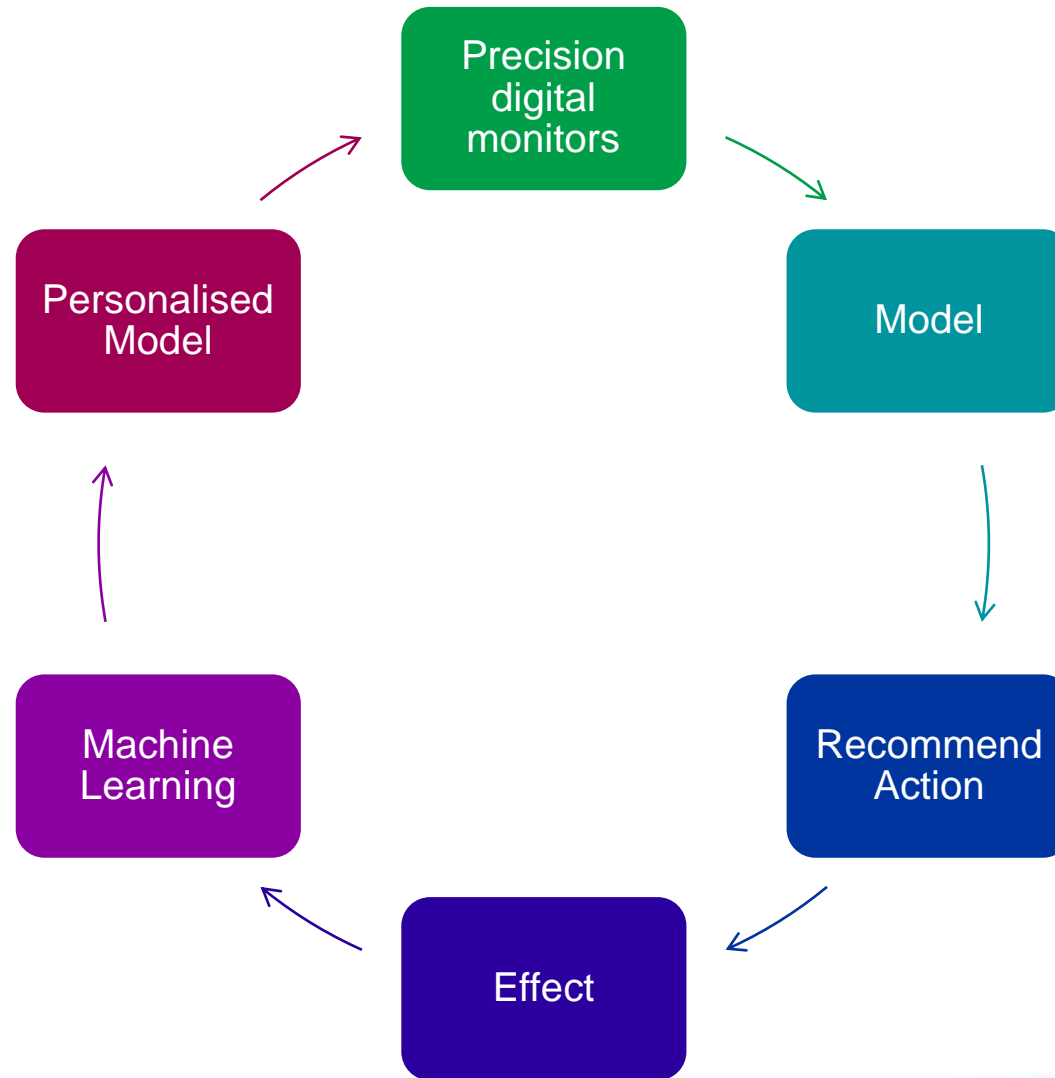 Precision
digital
monitors
Model
Recommend
Action
Effect
Machine
Learning
Personalised
Model